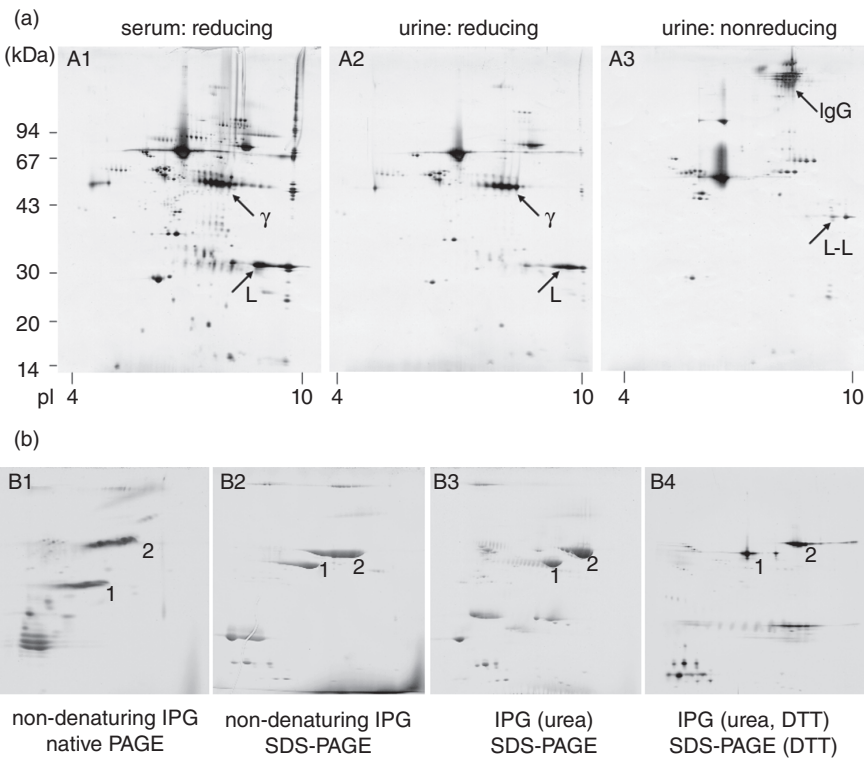 (a)
serum: reducing
urine: reducing
urine: nonreducing
(kDa)
A1
A2
A3
94
67
43
30
20
14
γ
L
γ
L
IgG
L-L
pI
4
10
4
10
4
10
(b)
B1
B2
B3
B4
2
1
1
2
1
2
1
2
non-denaturing IPG
native PAGE
non-denaturing IPG
SDS-PAGE
IPG (urea)
SDS-PAGE
IPG (urea, DTT)
SDS-PAGE (DTT)